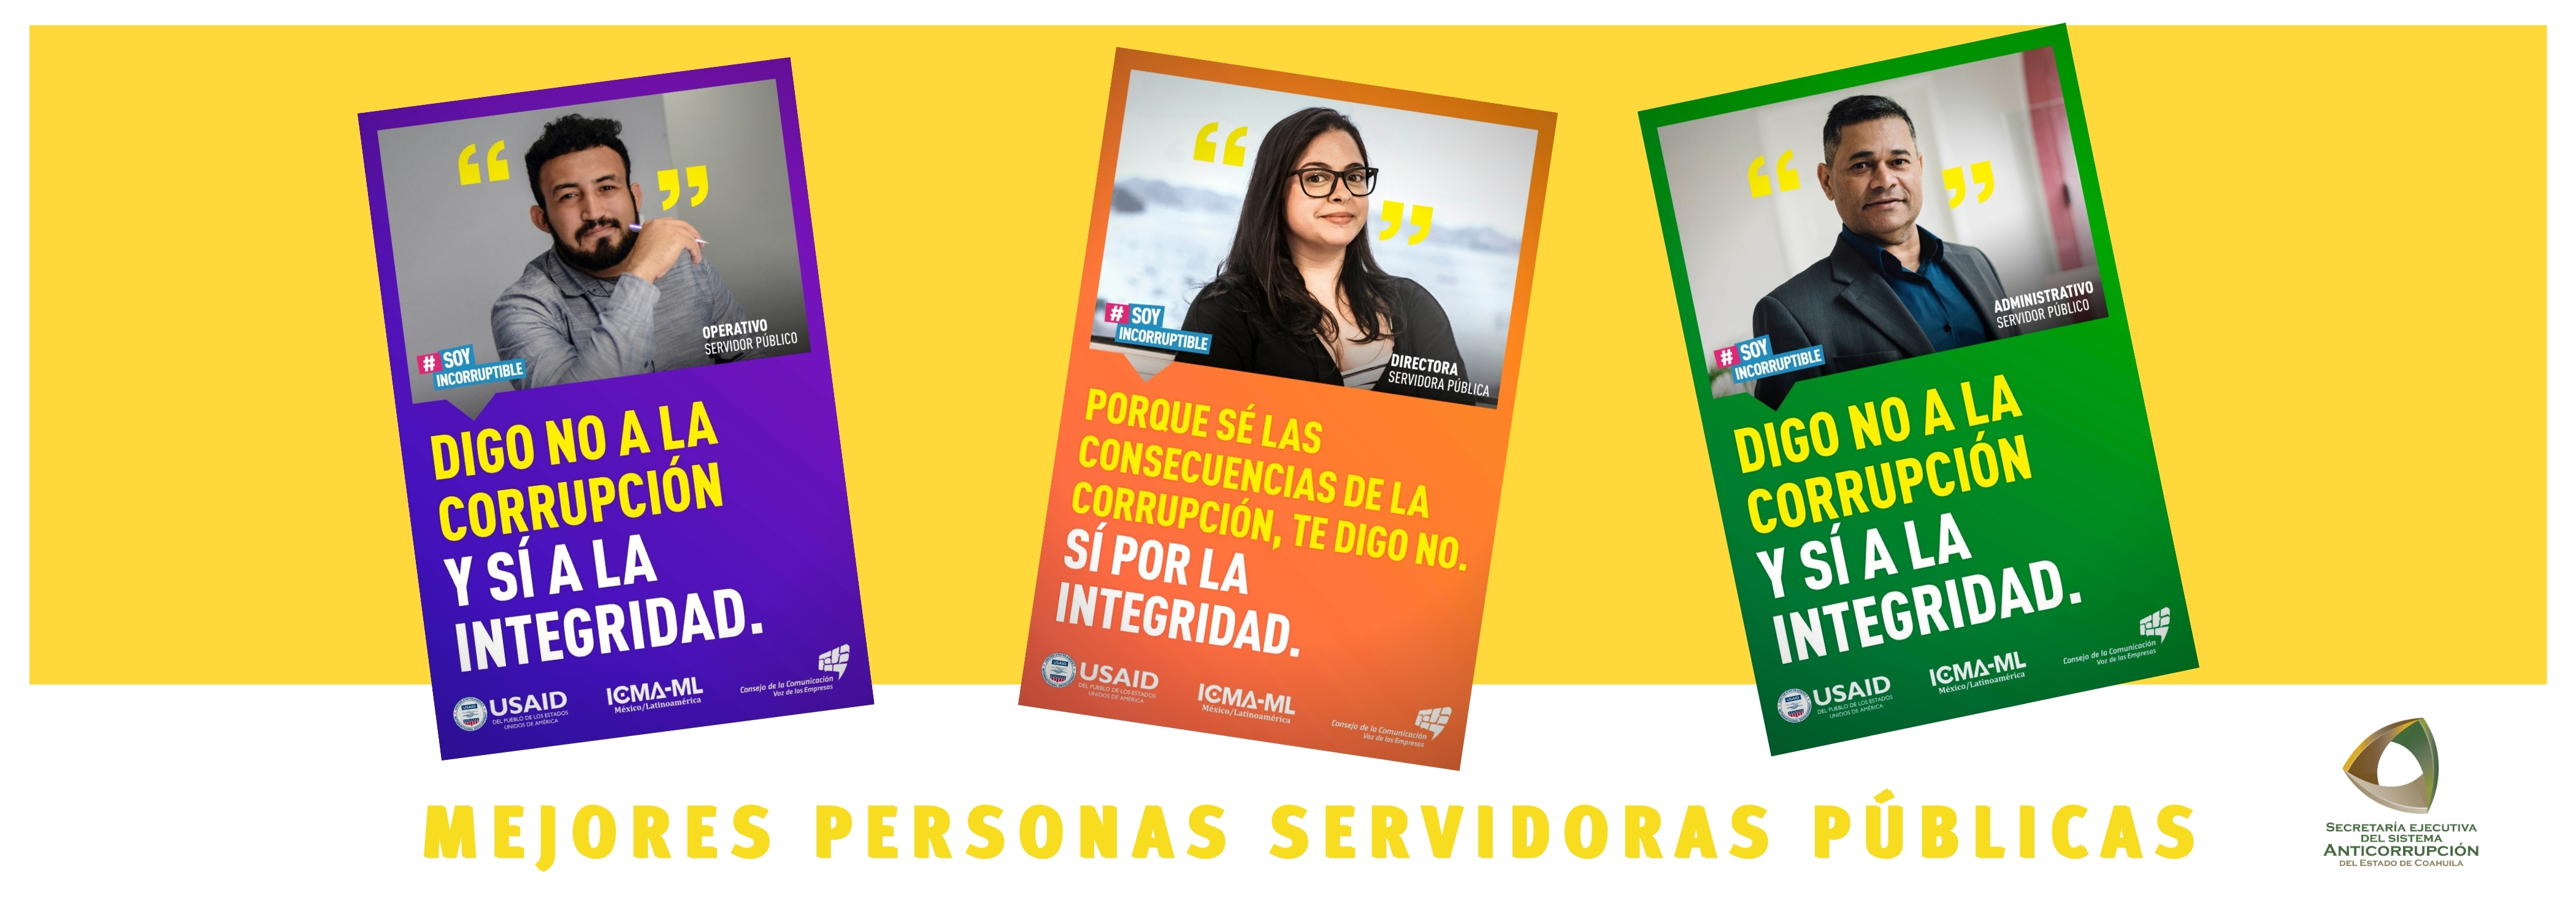 “ ”
OPERATIVO
SERVIDOR PÚBLICO
# SOY
INCORRUPTIBLE
DIGO NO A LA
CORRUPCIÓN
Y SÍ A LA
INTEGRIDAD.
USAID
DEL PUEBLO DE LOS ESTADOS
UNIDOS DE AMÉRICA
ICMA-ML
México/Latinoamérica
Consejo de la Comunicación
Voz de las Empresas
“ ”
# SOY
INCORRUPTIBLE
DIRECTORA
SERVIDORA PÚBLICA
PORQUE SÉ LAS
CONSECUENCIAS DE LA
CORRUPCIÓN, TE DIGO NO.
SÍ POR LA
INTEGRIDAD.
USAID
DEL PUEBLO DE LOS ESTADOS
UNIDOS DE AMÉRICA
ICMA-ML
México/Latinoamérica
Consejo de la Comunicación
Voz de las Empresas
“ ”
ADMINISTRATIVO
SERVIDOR PÚBLICO
# SOY
INCORRUPTIBLE
DIGO NO A LA
CORRUPCIÓN
Y SÍ A LA
INTEGRIDAD.
USAID
DEL PUEBLO DE LOS ESTADOS
UNIDOS DE AMÉRICA
ICMA-ML
México/Latinoamérica
Consejo de la Comunicación
Voz de las Empresas
MEJORES PERSONAS SERVIDORAS PÚBLICAS
SECRETARÍA EJECUTIVA
DEL SISTEMA
ANTICORRUPCIÓN
DEL ESTADO DE COAHUILA